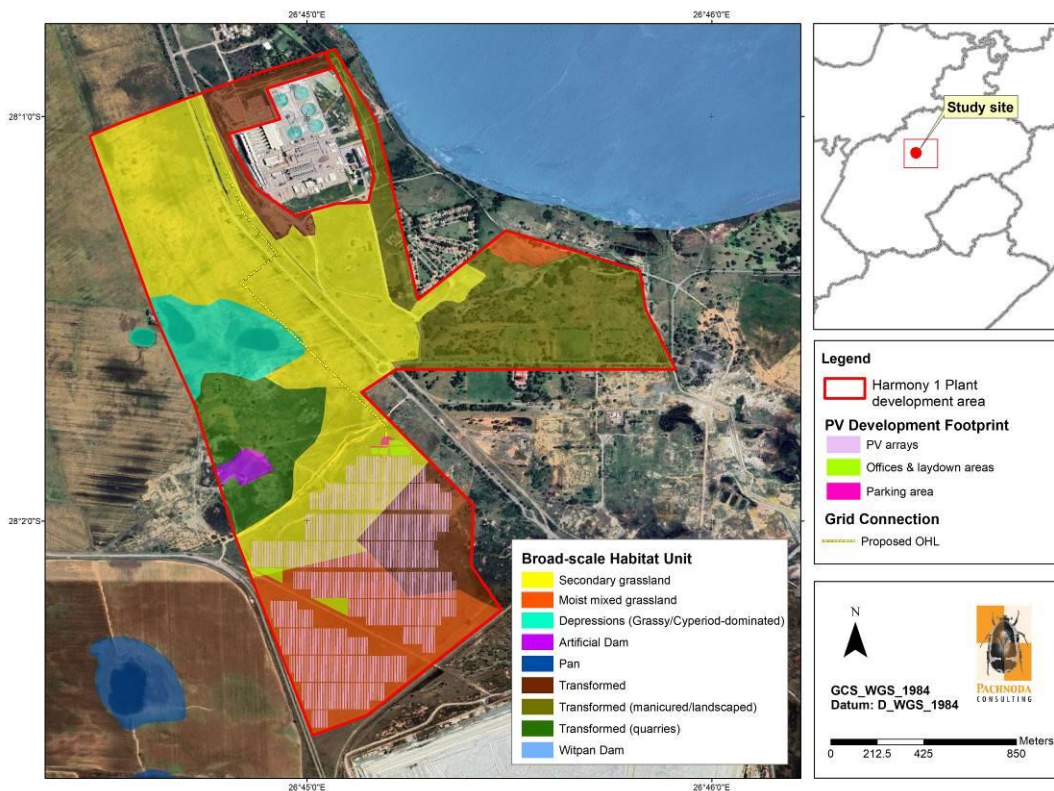 26°45'0"E
26°46'0"E
28°1'0"S
28°2'0"S
26°45'0"E
26°46'0"E
Study site
Legend
Harmony 1 Plant
development area
PV Development Footprint
PV arrays
Offices & laydown areas
Parking area
Grid Connection
Proposed OHL
Broad-scale Habitat Unit
Secondary grassland
Moist mixed grassland
Depressions (Grassy/Cyperiod-dominated)
Artificial Dam
Pan
Transformed
Transformed (manicured/landscaped)
Transformed (quarries)
Witpan Dam
N
GCS_WGS_1984
Datum: D_WGS_1984
PACHNODA
CONSULTING
Meters
0 212.5 425 850